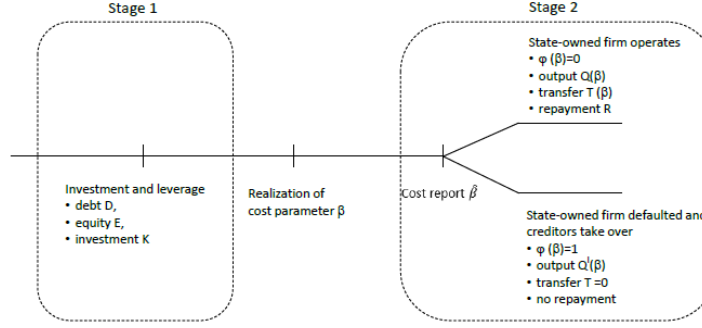 Stage 1
Stage 2
State-owned firm operates
• φ (β)=0
• output Q(β)
• transfer T (β)
• repayment R
Investment and leverage
• debt D,
• equity E,
• investment K
Realization of
cost parameter β
Cost report β̂
State-owned firm defaulted and
creditors take over
• φ (β)=1
• output Qˡ(β)
• transfer T =0
• no repayment